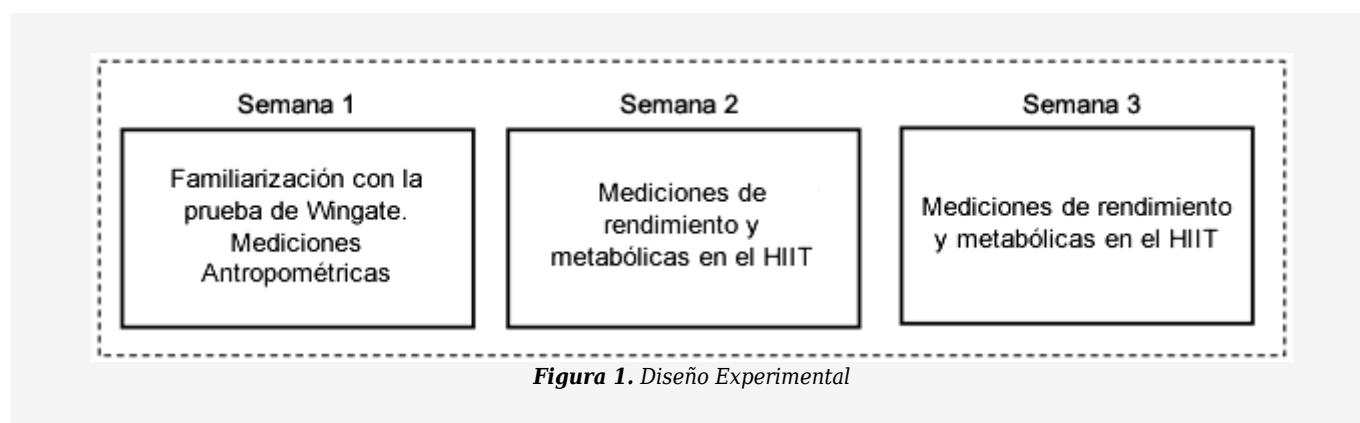 Semana 1
Familiarización con la
prueba de Wingate.
Mediciones
Antropométricas
Semana 2
Mediciones de
rendimiento y
metabólicas en el HIIT
Semana 3
Mediciones de rendimiento
y metabólicas en el HIIT
Figura 1. Diseño Experimental